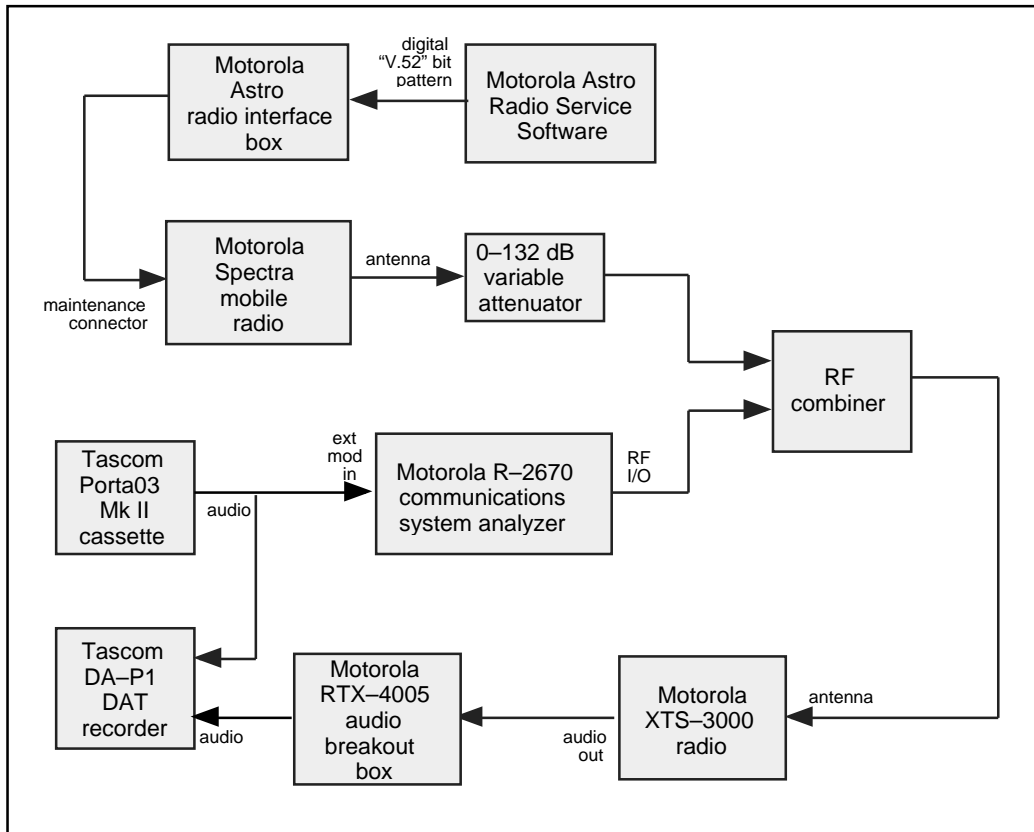 Motorola
Astro
radio interface
box
digital
“V.52” bit
pattern
Motorola Astro
Radio Service
Software
maintenance
connector
Motorola
Spectra
mobile
radio
antenna
0–132 dB
variable
attenuator
RF
combiner
Tascom
Porta03
Mk II
cassette
audio
ext
mod
in
Motorola R–2670
communications
system analyzer
RF
I/O
Tascom
DA–P1
DAT
recorder
audio
Motorola
RTX–4005
audio
breakout
box
audio
out
Motorola
XTS–3000
radio
antenna